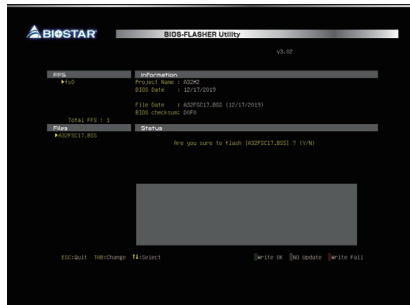 BIOSTAR
BIOS-FLASHER Utility
v3.02
FFS
Information
fs0
Project Name : A32M2
BIOS Date : 12/17/2019
File Date : A32FSC17.BSS (12/17/2019)
BIOS checksum: D0F0
Total FFS : 1
Files
Status
A32FSC17.BSS
Are you sure to flash [A32FSC17.BSS] ? (Y/N)
ESC:Quit TAB:Change ↑↓:Select Write OK NO Update Write Fail